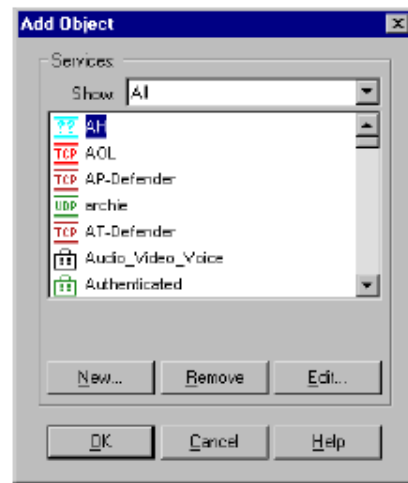 Add Object
Services:
Show: All
?? AH
TCP AOL
TCP AP-Defender
UDP archie
TCP AT-Defender
Audio_Video_Voice
Authenticated
New... Remove Edit...
OK Cancel Help